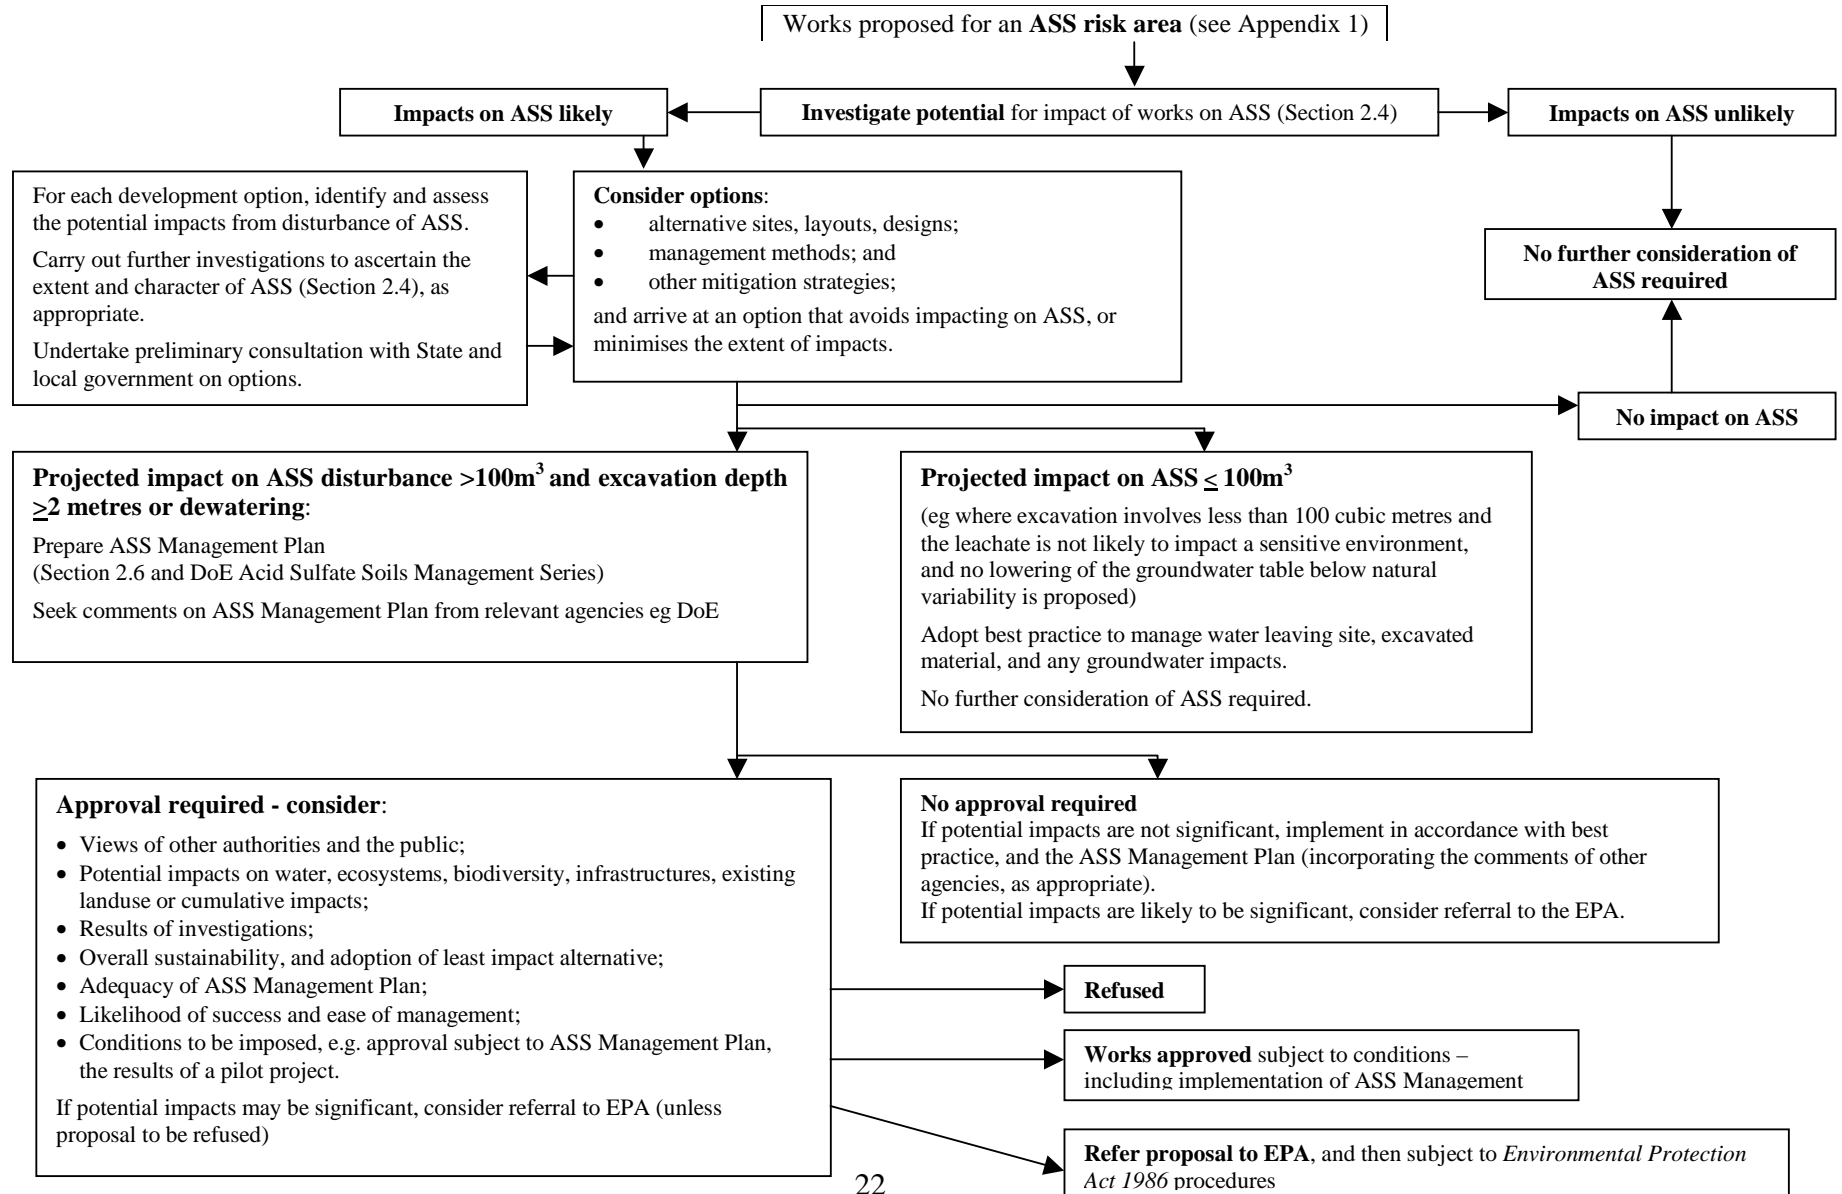 Works proposed for an ASS risk area (see Appendix 1)
Impacts on ASS likely
Investigate potential for impact of works on ASS (Section 2.4)
Impacts on ASS unlikely
For each development option, identify and assess
the potential impacts from disturbance of ASS.
Carry out further investigations to ascertain the
extent and character of ASS (Section 2.4), as
appropriate.
Undertake preliminary consultation with State and
local government on options.
Consider options:
• alternative sites, layouts, designs;
• management methods; and
• other mitigation strategies;
and arrive at an option that avoids impacting on ASS, or
minimises the extent of impacts.
No further consideration of
ASS required
No impact on ASS
Projected impact on ASS disturbance >100m³ and excavation depth
≥2 metres or dewatering:
Prepare ASS Management Plan
(Section 2.6 and DoE Acid Sulfate Soils Management Series)
Seek comments on ASS Management Plan from relevant agencies eg DoE
Projected impact on ASS ≤ 100m³
(eg where excavation involves less than 100 cubic metres and
the leachate is not likely to impact a sensitive environment,
and no lowering of the groundwater table below natural
variability is proposed)
Adopt best practice to manage water leaving site, excavated
material, and any groundwater impacts.
No further consideration of ASS required.
Approval required - consider:
• Views of other authorities and the public;
• Potential impacts on water, ecosystems, biodiversity, infrastructures, existing
landuse or cumulative impacts;
• Results of investigations;
• Overall sustainability, and adoption of least impact alternative;
• Adequacy of ASS Management Plan;
• Likelihood of success and ease of management;
• Conditions to be imposed, e.g. approval subject to ASS Management Plan,
the results of a pilot project.
If potential impacts may be significant, consider referral to EPA (unless
proposal to be refused)
No approval required
If potential impacts are not significant, implement in accordance with best
practice, and the ASS Management Plan (incorporating the comments of other
agencies, as appropriate).
If potential impacts are likely to be significant, consider referral to the EPA.
Refused
Works approved subject to conditions –
including implementation of ASS Management
Refer proposal to EPA, and then subject to Environmental Protection
Act 1986 procedures
22